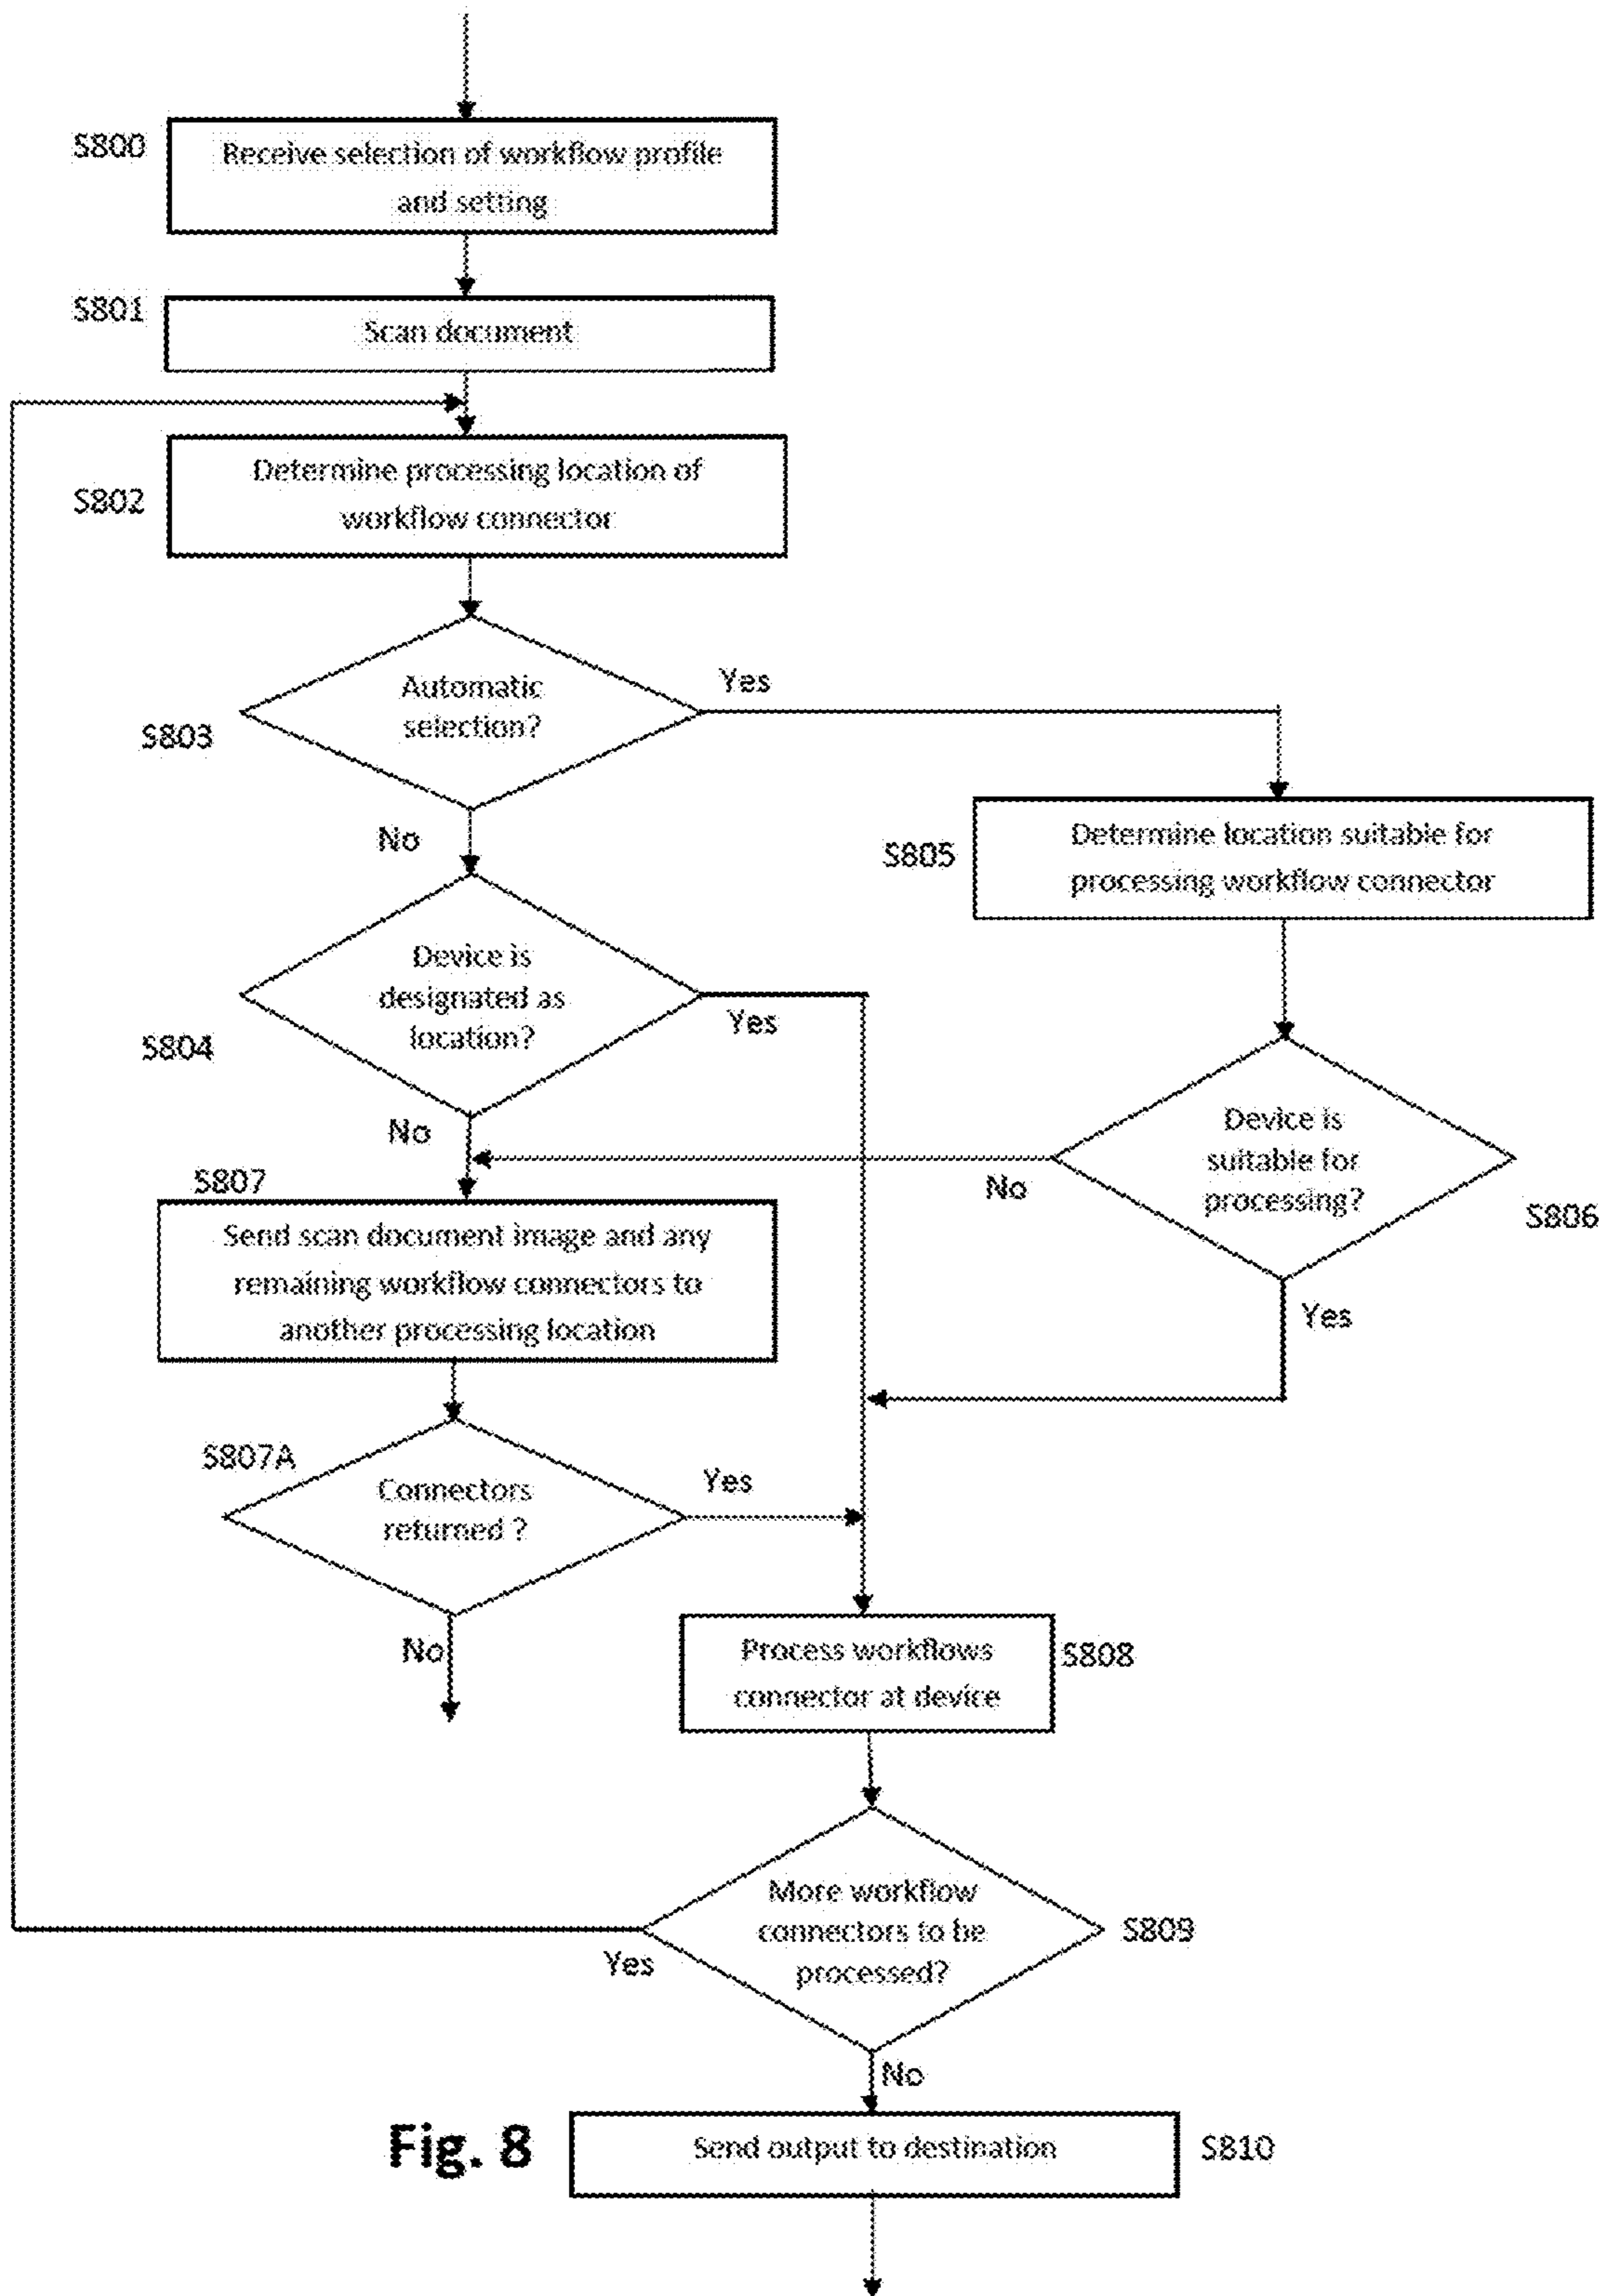 S800
Receive selection of workflow profile
and setting
S801
Scan document
S802
Determine processing location of
workflow connector
S803
Automatic
selection?
Yes
No
S805
Determine location suitable for
processing workflow connector
S804
Device is
designated as
location?
Yes
No
Device is
suitable for
processing?
S806
No
Yes
S807
Send scan document image and any
remaining workflow connectors to
another processing location
S807A
Connectors
returned ?
Yes
No
Process workflows
connector at device
S808
More workflow
connectors to be
processed?
S809
Yes
No
Fig. 8
Send output to destination
S810